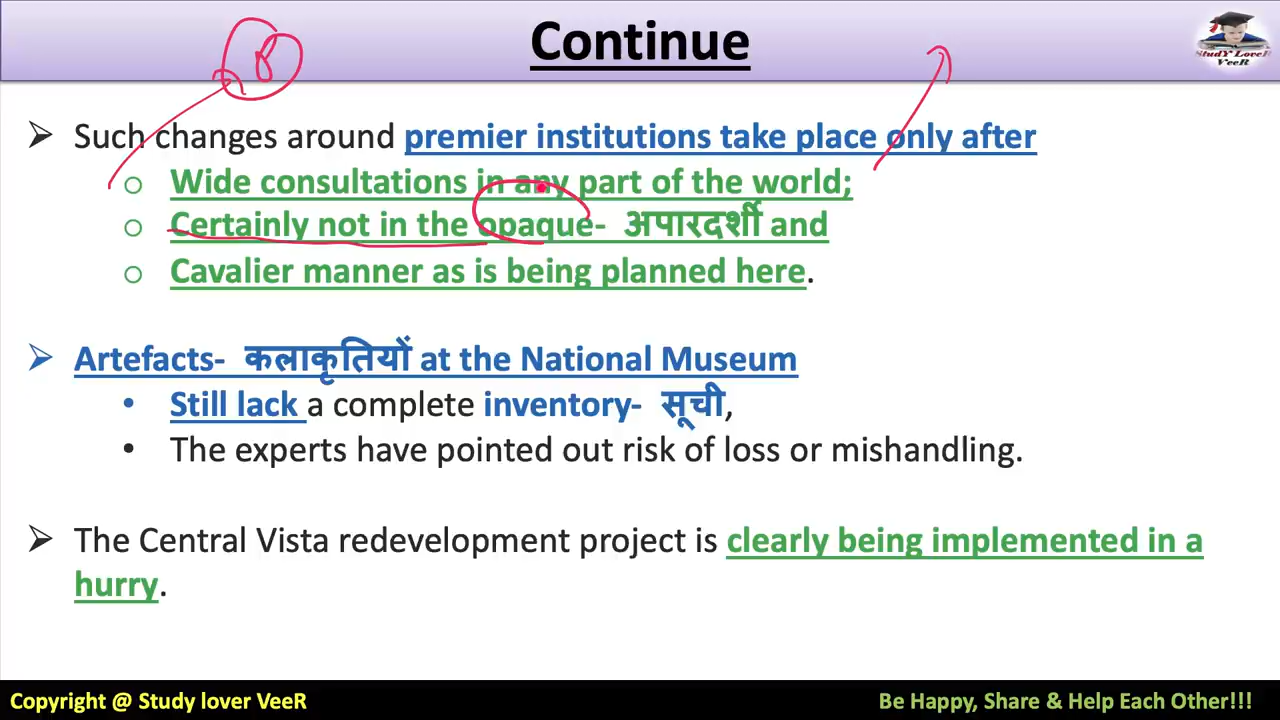 Continue
StudY LoveR
VeeR
➤ Such changes around premier institutions take place only after
○ Wide consultations in any part of the world;
○ Certainly not in the opaque- अपारदर्शी and
○ Cavalier manner as is being planned here.
➤ Artefacts- कलाकृतियों at the National Museum
• Still lack a complete inventory- सूची,
• The experts have pointed out risk of loss or mishandling.
➤ The Central Vista redevelopment project is clearly being implemented in a
hurry.
Copyright @ Study lover VeeR
Be Happy, Share & Help Each Other!!!